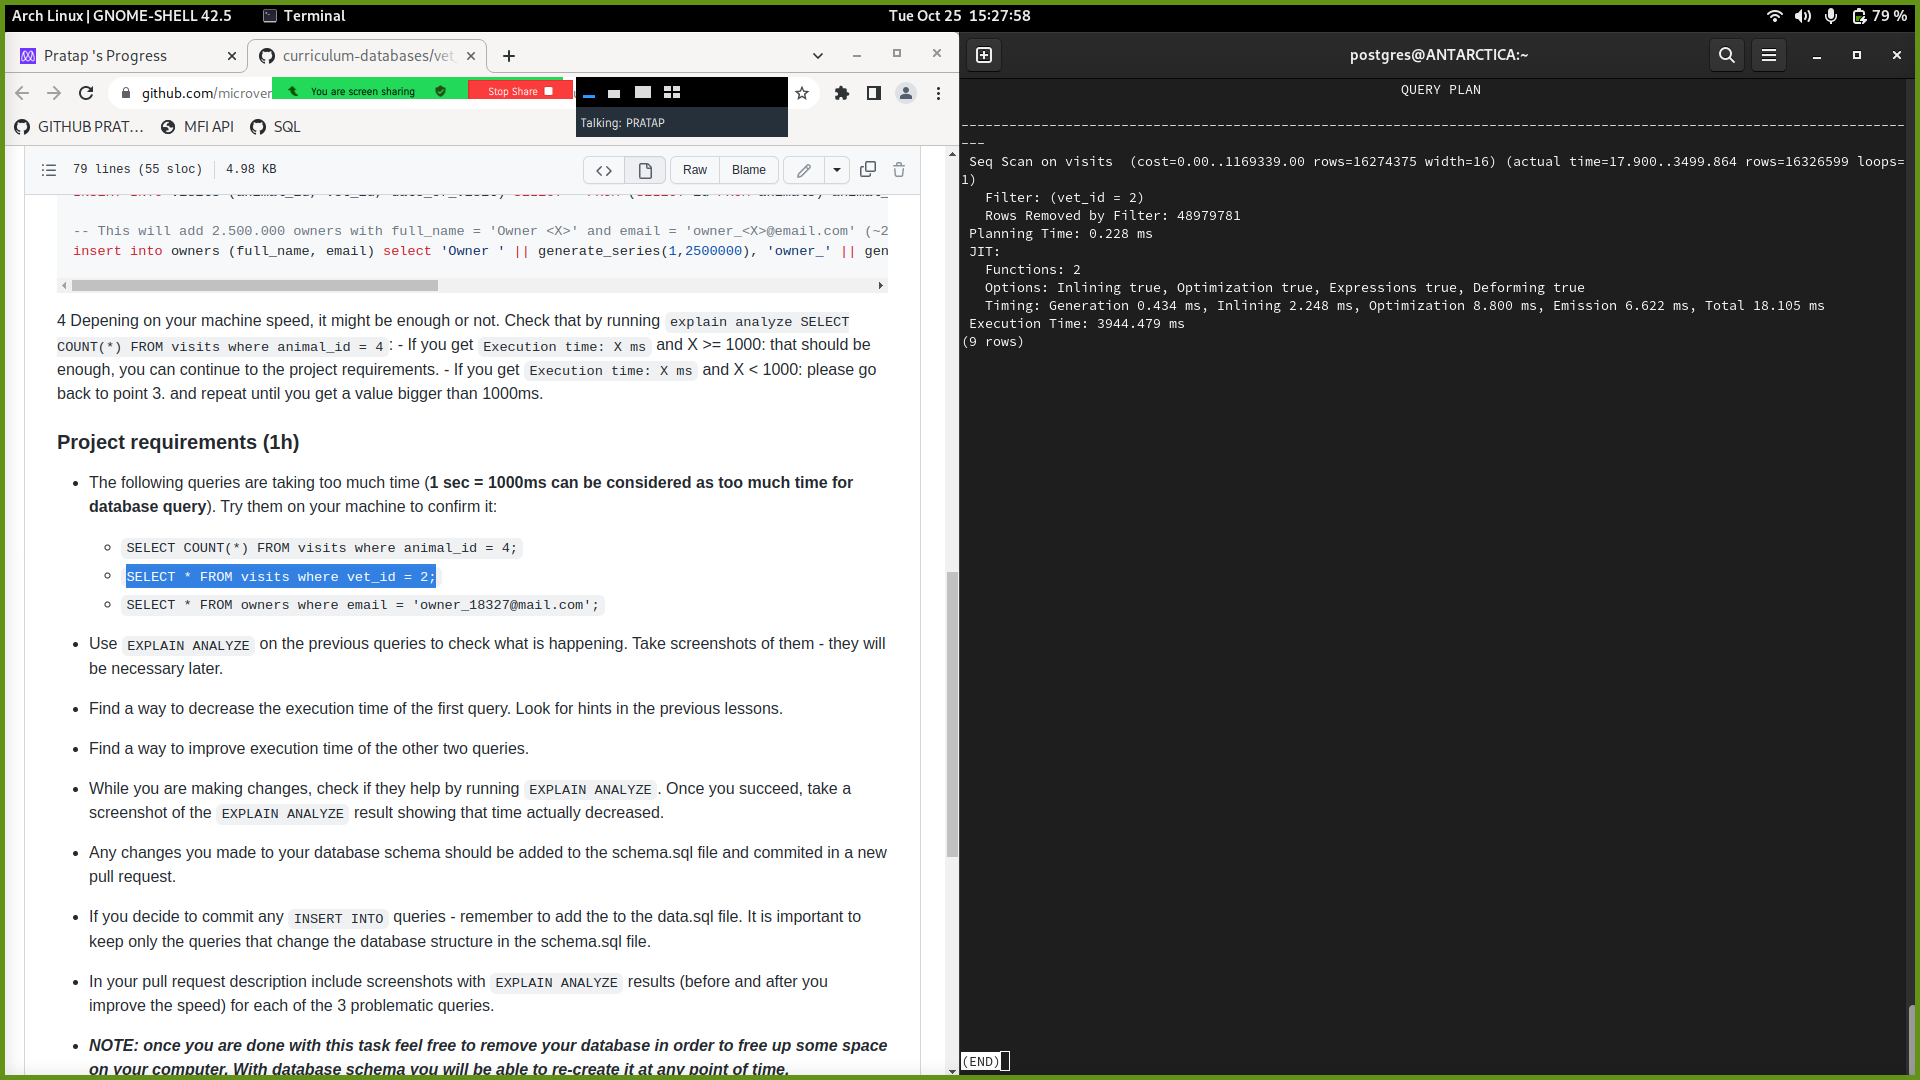 Arch Linux | GNOME-SHELL 42.5 Terminal Tue Oct 25 15:27:58 79 %
Pratap 's Progress curriculum-databases/vet_
github.com/microver You are screen sharing Stop Share
Talking: PRATAP
GITHUB PRAT... MFI API SQL
79 lines (55 sloc) 4.98 KB Raw Blame
-- This will add 2.500.000 owners with full_name = 'Owner <X>' and email = 'owner_<X>@email.com' (~2
insert into owners (full_name, email) select 'Owner ' || generate_series(1,2500000), 'owner_' || gen
4 Depening on your machine speed, it might be enough or not. Check that by running explain analyze SELECT
COUNT(*) FROM visits where animal_id = 4 : - If you get Execution time: X ms and X >= 1000: that should be
enough, you can continue to the project requirements. - If you get Execution time: X ms and X < 1000: please go
back to point 3. and repeat until you get a value bigger than 1000ms.
Project requirements (1h)
The following queries are taking too much time (1 sec = 1000ms can be considered as too much time for
database query). Try them on your machine to confirm it:
SELECT COUNT(*) FROM visits where animal_id = 4;
SELECT * FROM visits where vet_id = 2;
SELECT * FROM owners where email = 'owner_18327@mail.com';
Use EXPLAIN ANALYZE on the previous queries to check what is happening. Take screenshots of them - they will
be necessary later.
Find a way to decrease the execution time of the first query. Look for hints in the previous lessons.
Find a way to improve execution time of the other two queries.
While you are making changes, check if they help by running EXPLAIN ANALYZE . Once you succeed, take a
screenshot of the EXPLAIN ANALYZE result showing that time actually decreased.
Any changes you made to your database schema should be added to the schema.sql file and commited in a new
pull request.
If you decide to commit any INSERT INTO queries - remember to add the to the data.sql file. It is important to
keep only the queries that change the database structure in the schema.sql file.
In your pull request description include screenshots with EXPLAIN ANALYZE results (before and after you
improve the speed) for each of the 3 problematic queries.
NOTE: once you are done with this task feel free to remove your database in order to free up some space
on your computer. With database schema you will be able to re-create it at any point of time.
postgres@ANTARCTICA:~
QUERY PLAN
---
Seq Scan on visits (cost=0.00..1169339.00 rows=16274375 width=16) (actual time=17.900..3499.864 rows=16326599 loops=
1)
Filter: (vet_id = 2)
Rows Removed by Filter: 48979781
Planning Time: 0.228 ms
JIT:
Functions: 2
Options: Inlining true, Optimization true, Expressions true, Deforming true
Timing: Generation 0.434 ms, Inlining 2.248 ms, Optimization 8.800 ms, Emission 6.622 ms, Total 18.105 ms
Execution Time: 3944.479 ms
(9 rows)
(END)